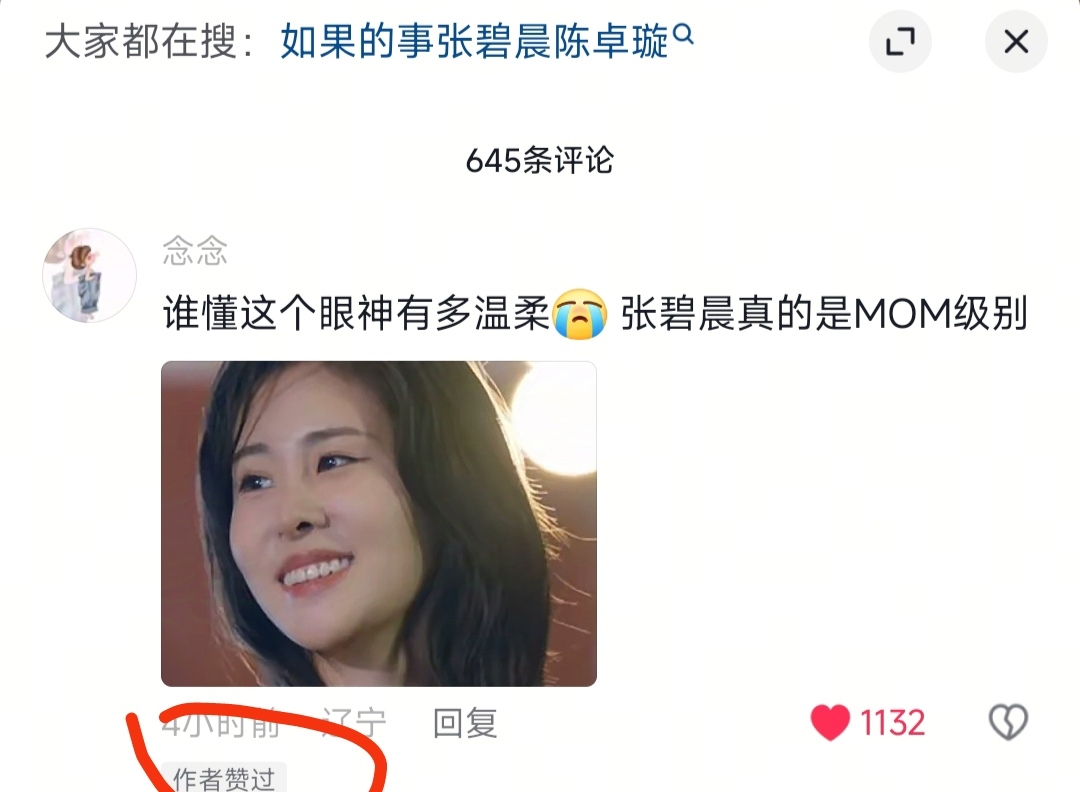 大家都在搜：如果的事张碧晨陈卓璇
645条评论
念念
谁懂这个眼神有多温柔😭张碧晨真的是MOM级别
4小时前 辽宁 回复 1132
作者赞过